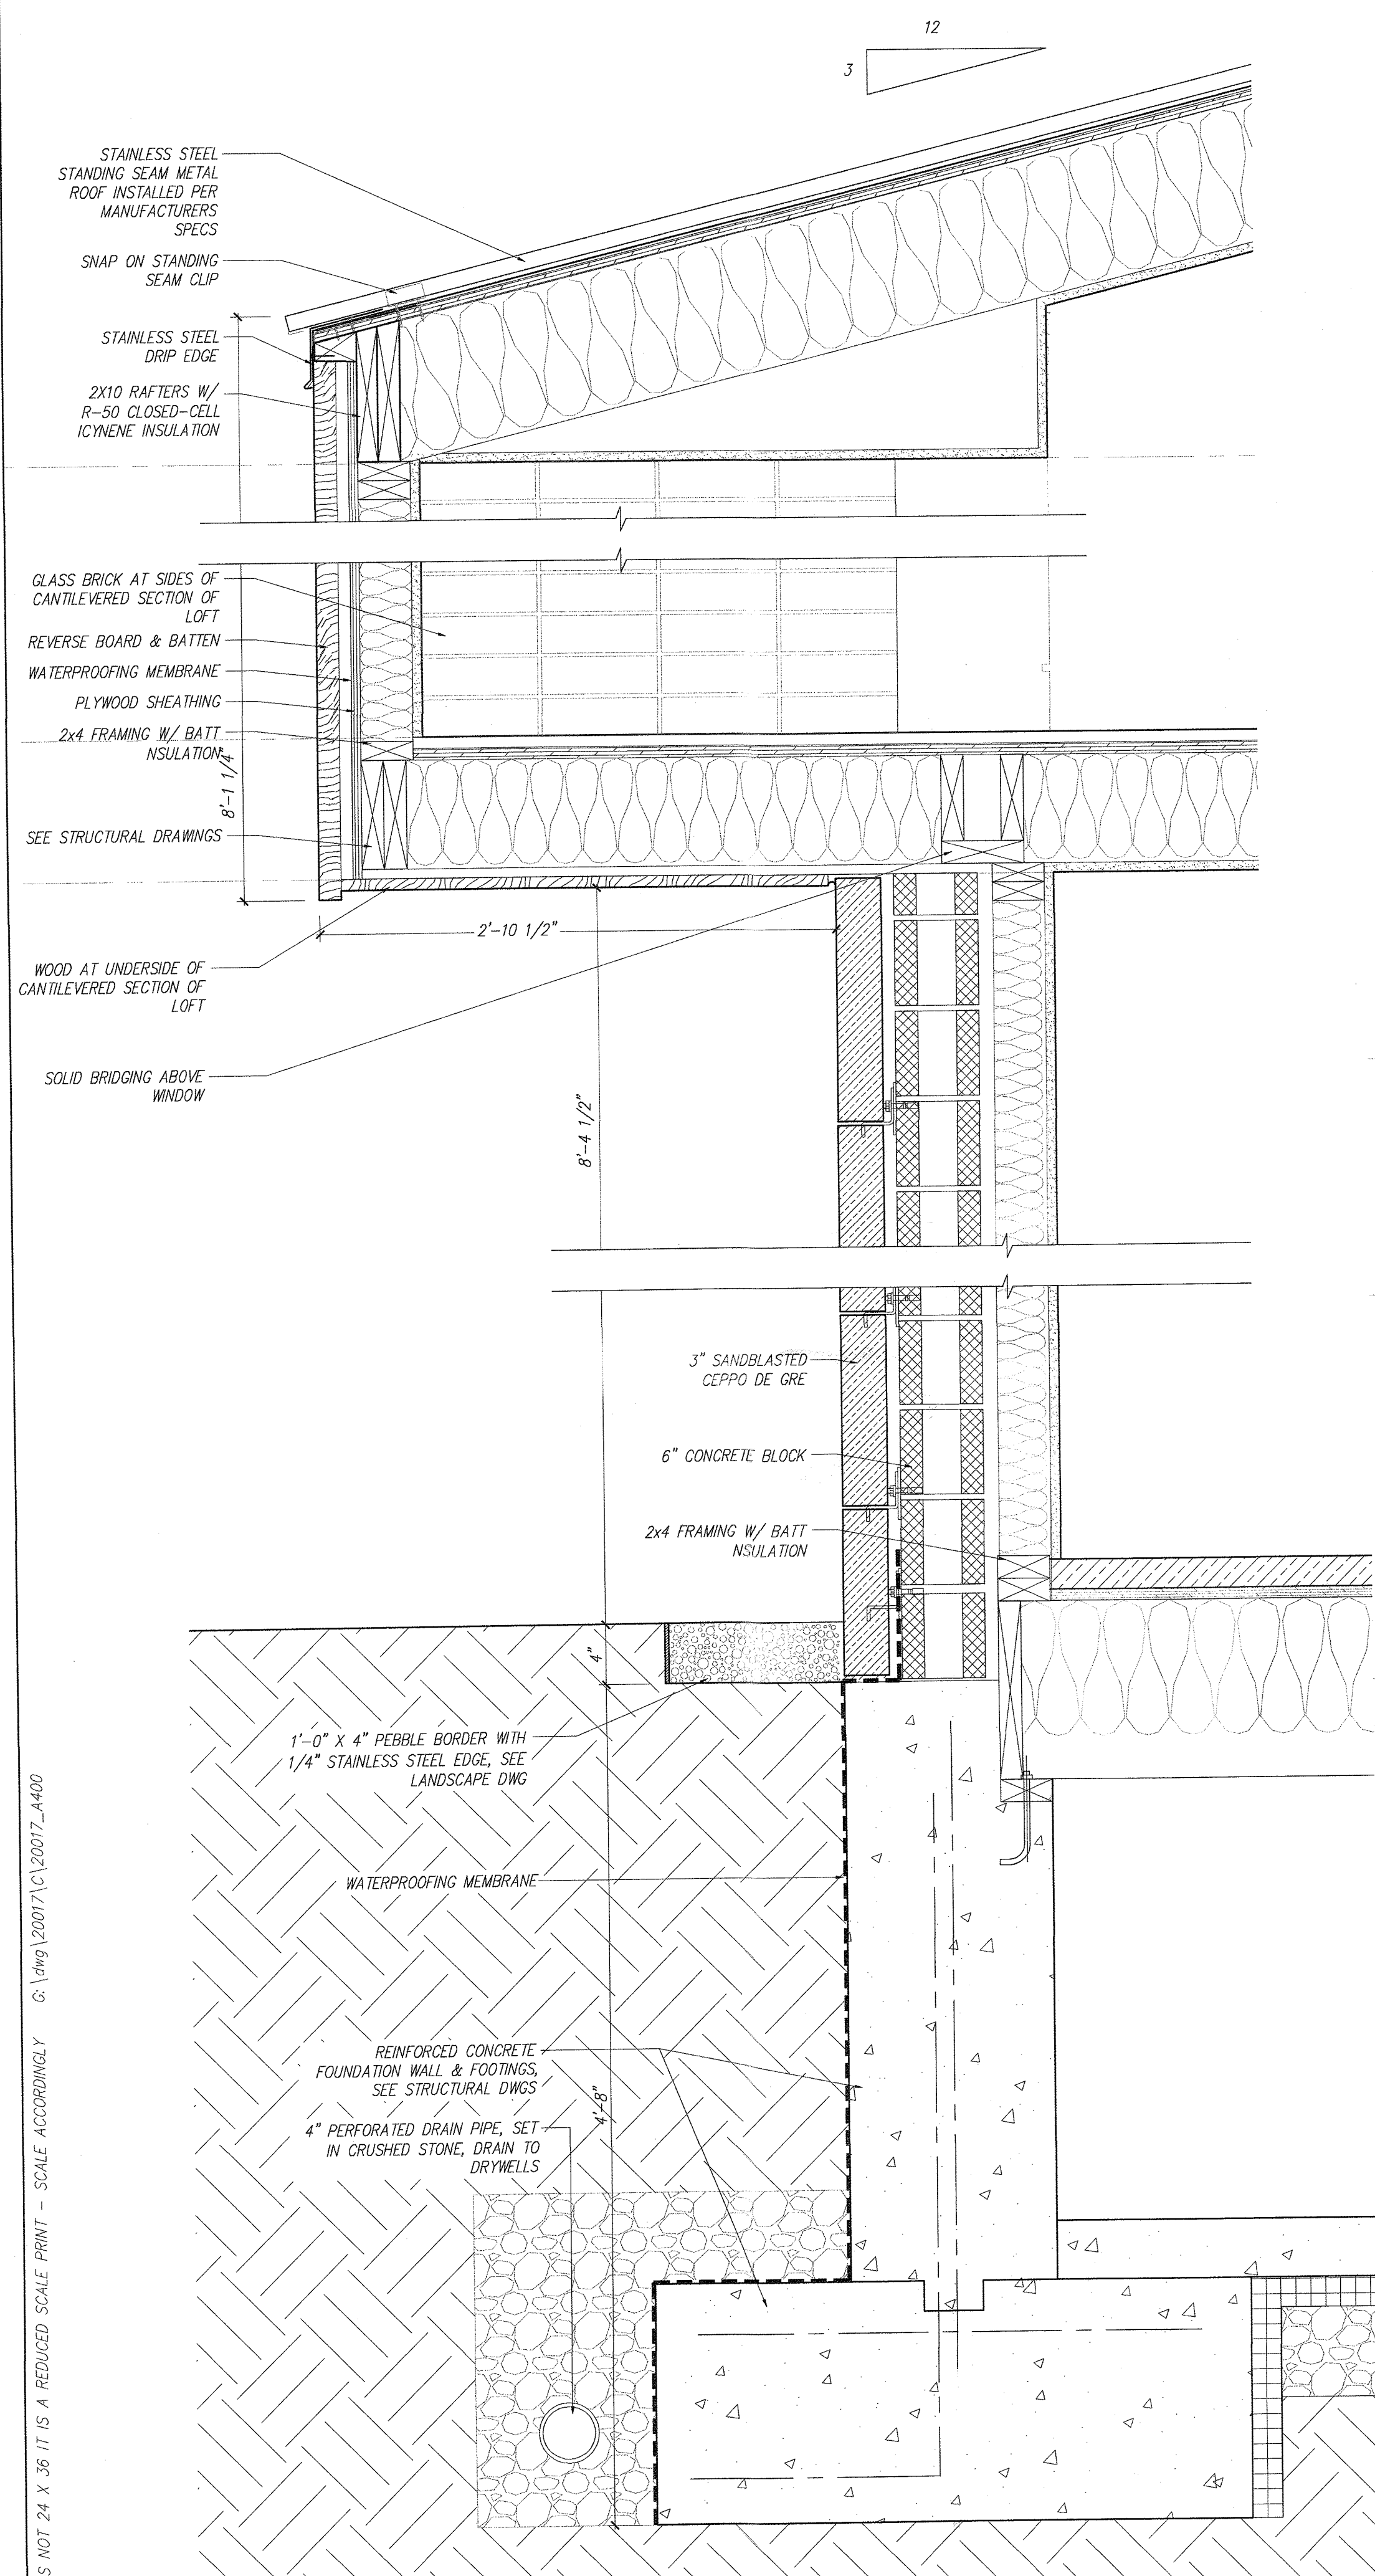 12
3
STAINLESS STEEL
STANDING SEAM METAL
ROOF INSTALLED PER
MANUFACTURERS
SPECS
SNAP ON STANDING
SEAM CLIP
STAINLESS STEEL
DRIP EDGE
2X10 RAFTERS W/
R-50 CLOSED-CELL
ICYNENE INSULATION
GLASS BRICK AT SIDES OF
CANTILEVERED SECTION OF
LOFT
REVERSE BOARD & BATTEN
WATERPROOFING MEMBRANE
PLYWOOD SHEATHING
2x4 FRAMING W/ BATT
NSULATION
8'-1 1/4"
SEE STRUCTURAL DRAWINGS
2'-10 1/2"
WOOD AT UNDERSIDE OF
CANTILEVERED SECTION OF
LOFT
SOLID BRIDGING ABOVE
WINDOW
8'-4 1/2"
3" SANDBLASTED
CEPPO DE GRE
6" CONCRETE BLOCK
2x4 FRAMING W/ BATT
NSULATION
4"
1'-0" X 4" PEBBLE BORDER WITH
1/4" STAINLESS STEEL EDGE, SEE
LANDSCAPE DWG
WATERPROOFING MEMBRANE
REINFORCED CONCRETE
FOUNDATION WALL & FOOTINGS,
SEE STRUCTURAL DWGS
4'-8"
4" PERFORATED DRAIN PIPE, SET
IN CRUSHED STONE, DRAIN TO
DRYWELLS
S NOT 24 X 36 IT IS A REDUCED SCALE PRINT - SCALE ACCORDINGLY G:\dwg\20017\C\20017_A400